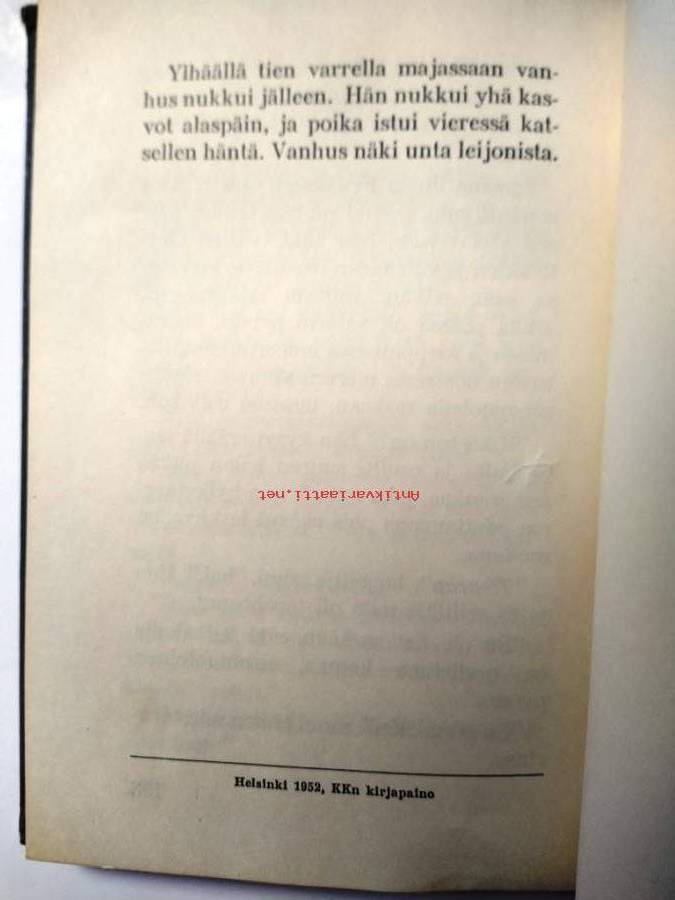 Ylhäällä tien varrella majassaan van-
hus nukkui jälleen. Hän nukkui yhä kas-
vot alaspäin, ja poika istui vieressä kat-
sellen häntä. Vanhus näki unta leijonista.
Antikvariaatti.net
Helsinki 1952, KKn kirjapaino